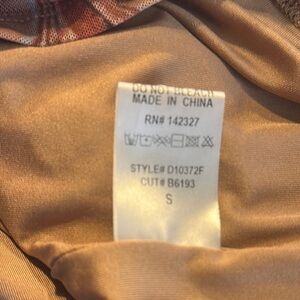 DO NOT BLEACH
MADE IN CHINA
RN# 142327
STYLE# D10372F
CUT# B6193
S